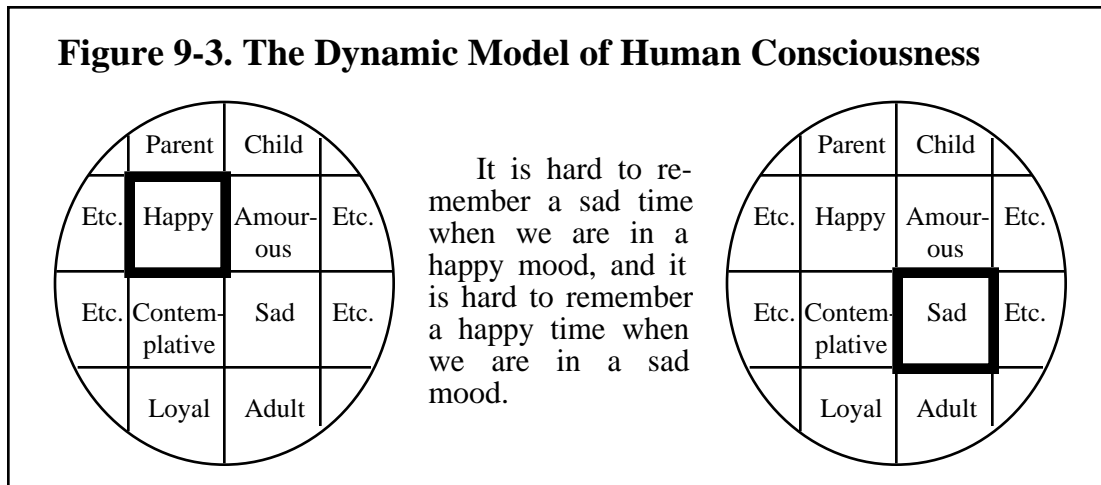 Figure 9-3. The Dynamic Model of Human Consciousness
Parent Child
Etc. Happy Amour- Etc.
ous
Etc. Contem- Sad Etc.
plative
Loyal Adult
It is hard to re-
member a sad time
when we are in a
happy mood, and it
is hard to remember
a happy time when
we are in a sad
mood.
Parent Child
Etc. Happy Amour- Etc.
ous
Etc. Contem- Sad Etc.
plative
Loyal Adult